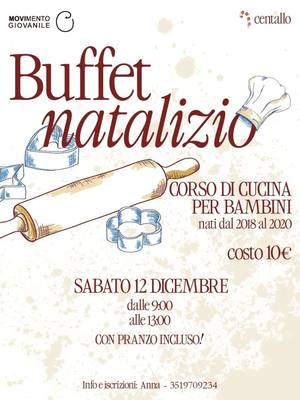 MOVIMENTO
GIOVANILE
centallo
Buffet
natalizio
CORSO DI CUCINA
PER BAMBINI
nati dal 2018 al 2020
costo 10€
SABATO 12 DICEMBRE
dalle 9:00
alle 13:00
CON PRANZO INCLUSO!
Info e iscrizioni: Anna - 3519709234